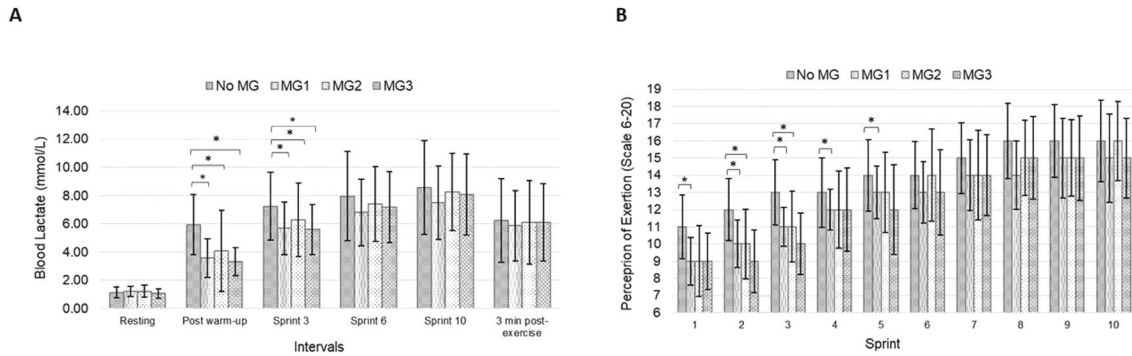 A
No MG MG1 MG2 MG3
Blood Lactate (mmol/L)
14.00
12.00
10.00
8.00
6.00
4.00
2.00
0.00
* * *
* * *
Resting Post warm-up Sprint 3 Sprint 6 Sprint 10 3 min post-
exercise
Intervals
B
No MG MG1 MG2 MG3
Perceprion of Exertion (Scale 6-20)
19
18
17
16
15
14
13
12
11
10
9
8
7
6
* * * * * * *
1 2 3 4 5 6 7 8 9 10
Sprint